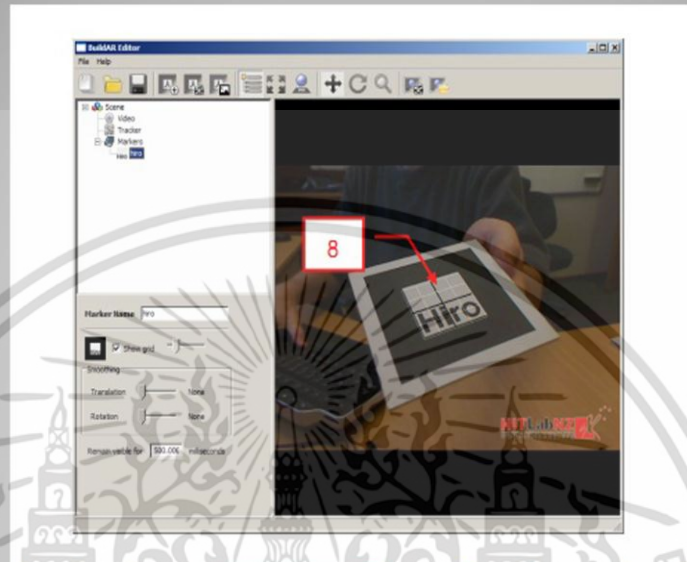 BuildAR Editor
File Help
Scene
Video
Tracker
Markers
hiro
Marker Name hiro
Show grid
Smoothing
Translation None
Rotation None
Remain visible for 500.000 milliseconds
8
Hiro
HITLabNZ